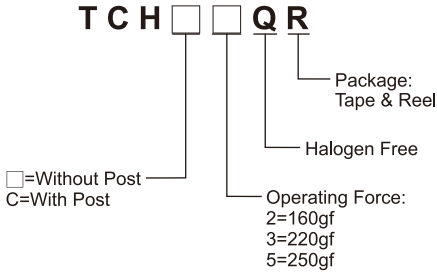 TCH□ □QR
Package:
Tape & Reel
Halogen Free
□=Without Post
C=With Post
Operating Force:
2=160gf
3=220gf
5=250gf